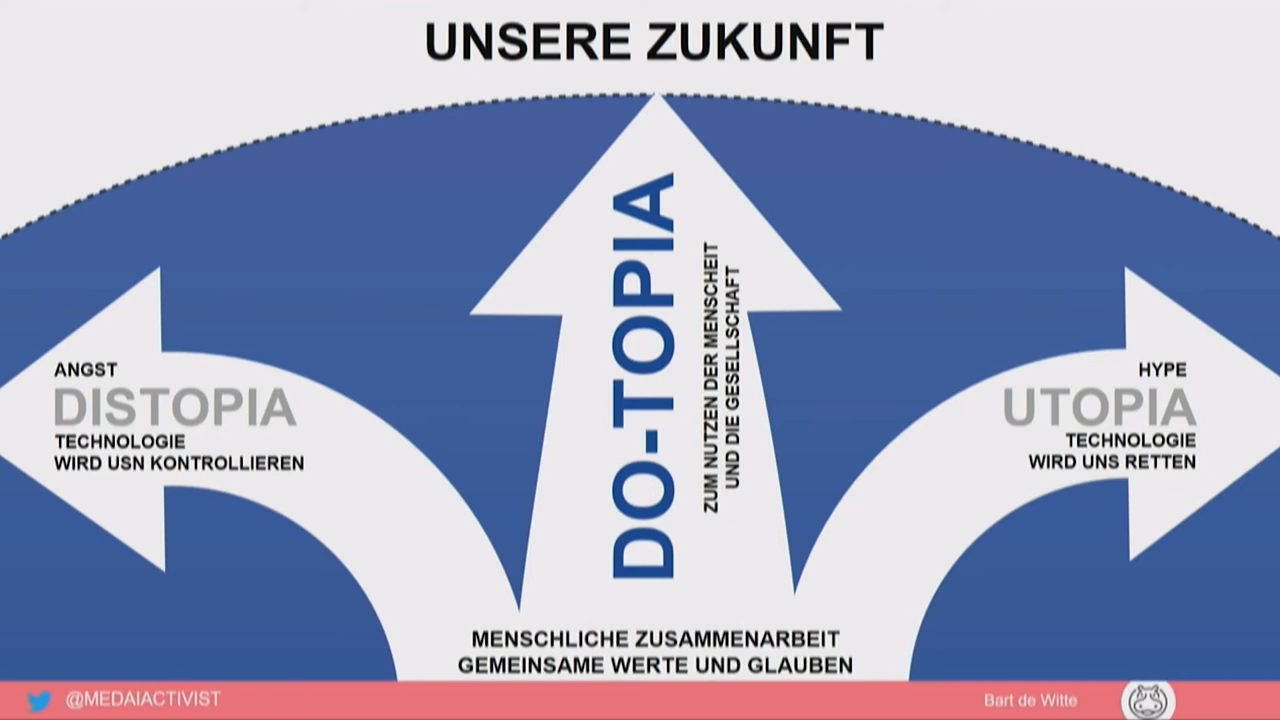 UNSERE ZUKUNFT
ANGST
DISTOPIA
TECHNOLOGIE
WIRD USN KONTROLLIEREN
DO-TOPIA
ZUM NUTZEN DER MENSCHEIT
UND DIE GESELLSCHAFT
HYPE
UTOPIA
TECHNOLOGIE
WIRD UNS RETTEN
MENSCHLICHE ZUSAMMENARBEIT
GEMEINSAME WERTE UND GLAUBEN
@MEDAIACTIVIST
Bart de Witte